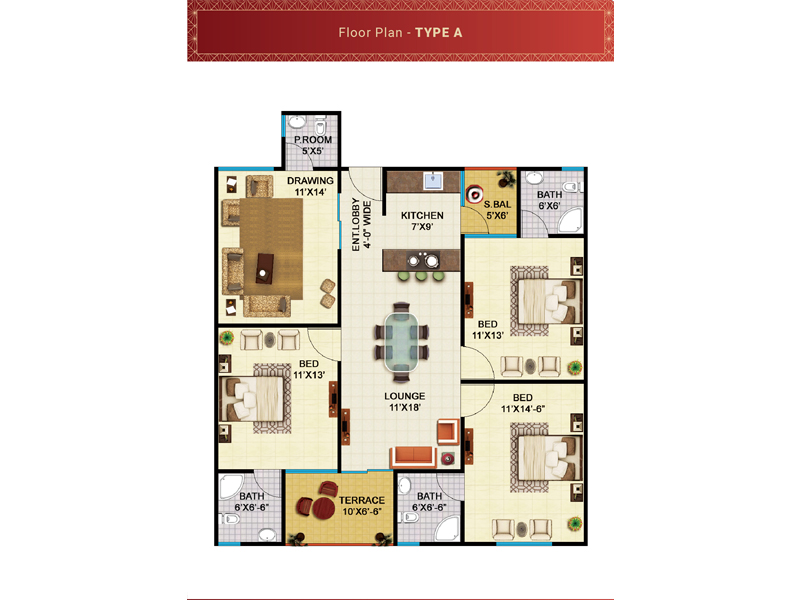 Floor Plan - TYPE A
P.ROOM
5'X5'
DRAWING
11'X14'
ENT.LOBBY
4'-0" WIDE
KITCHEN
7'X9'
S.BAL
5'X6'
BATH
6'X6'
BED
11'X13'
BED
11'X13'
LOUNGE
11'X18'
BED
11'X14'-6"
BATH
6'X6'-6"
TERRACE
10'X6'-6"
BATH
6'X6'-6"